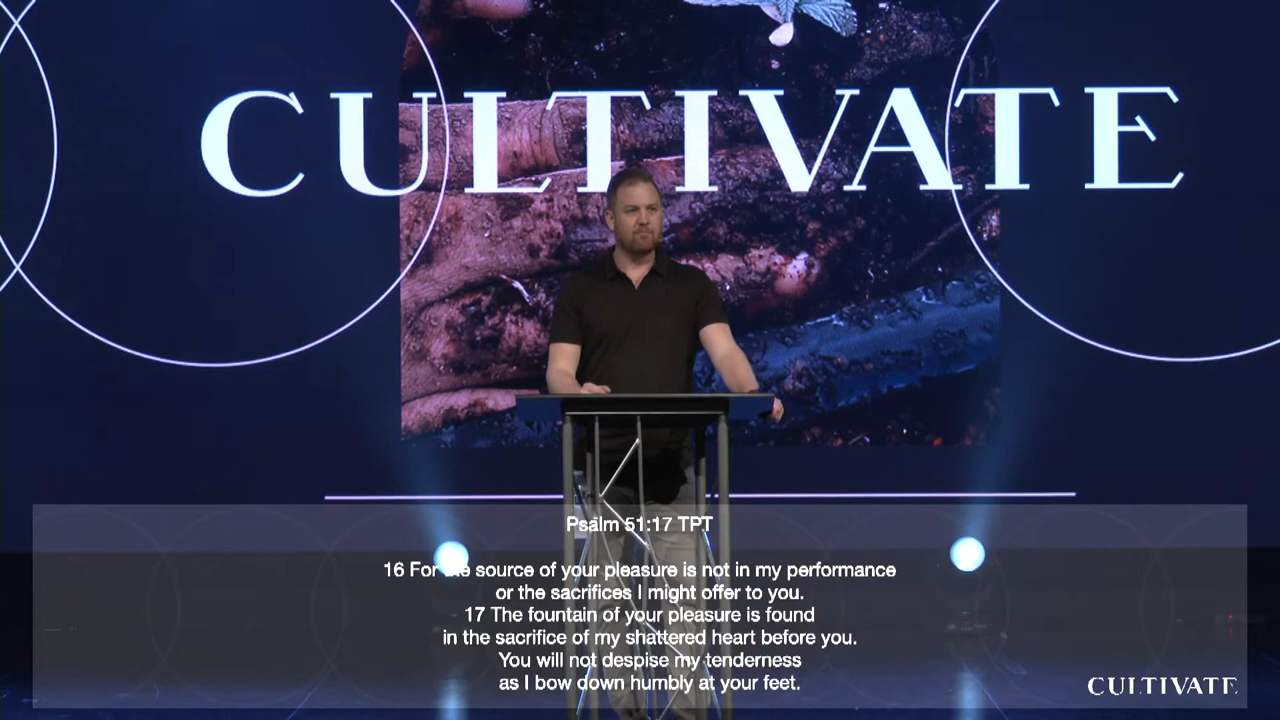 CULTIVATE
Psalm 51:17 TPT
16 For the source of your pleasure is not in my performance
or the sacrifices I might offer to you.
17 The fountain of your pleasure is found
in the sacrifice of my shattered heart before you.
You will not despise my tenderness
as I bow down humbly at your feet.
CULTIVATE